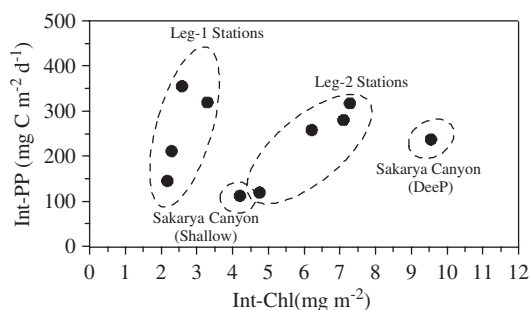 500
400
300
200
100
0
Int-PP (mg C m-2 d-1)
Leg-1 Stations
Leg-2 Stations
Sakarya Canyon
(DeeP)
Sakarya Canyon
(Shallow)
0 1 2 3 4 5 6 7 8 9 10 11 12
Int-Chl(mg m-2)